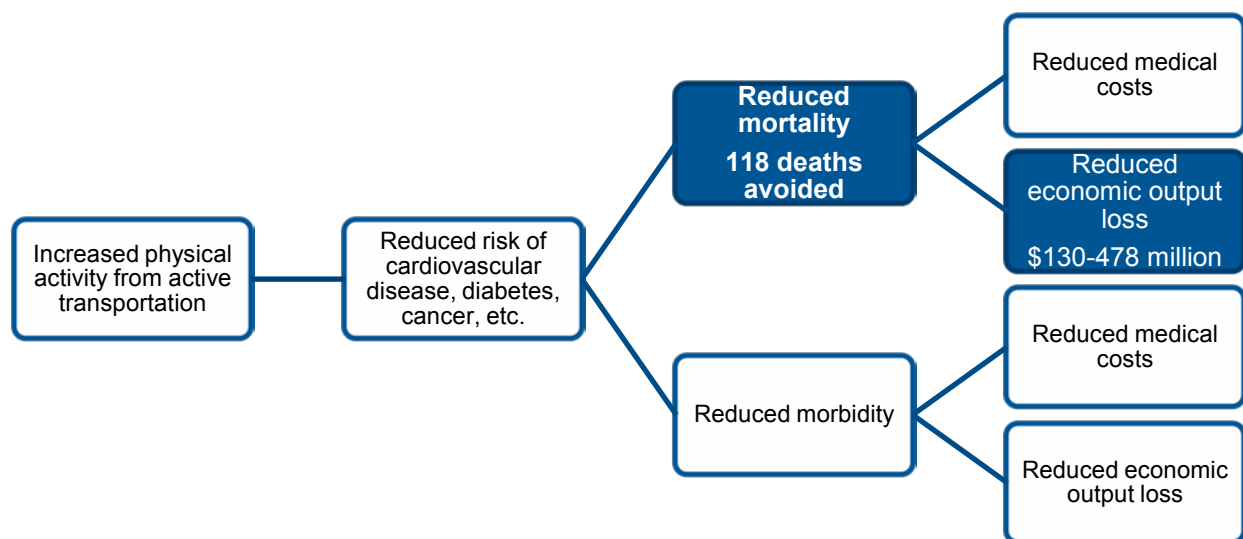 Increased physical
activity from active
transportation
Reduced risk of
cardiovascular
disease, diabetes,
cancer, etc.
Reduced
mortality
118 deaths
avoided
Reduced medical
costs
Reduced
economic output
loss
$130-478 million
Reduced morbidity
Reduced medical
costs
Reduced economic
output loss